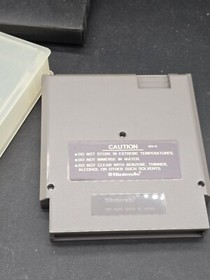 CAUTION
●DO NOT STORE IN EXTREME TEMPERATURES.
●DO NOT IMMERSE IN WATER.
●DO NOT CLEAN WITH BENZENE, THINNER,
ALCOHOL OR OTHER SUCH SOLVENTS.
Nintendo